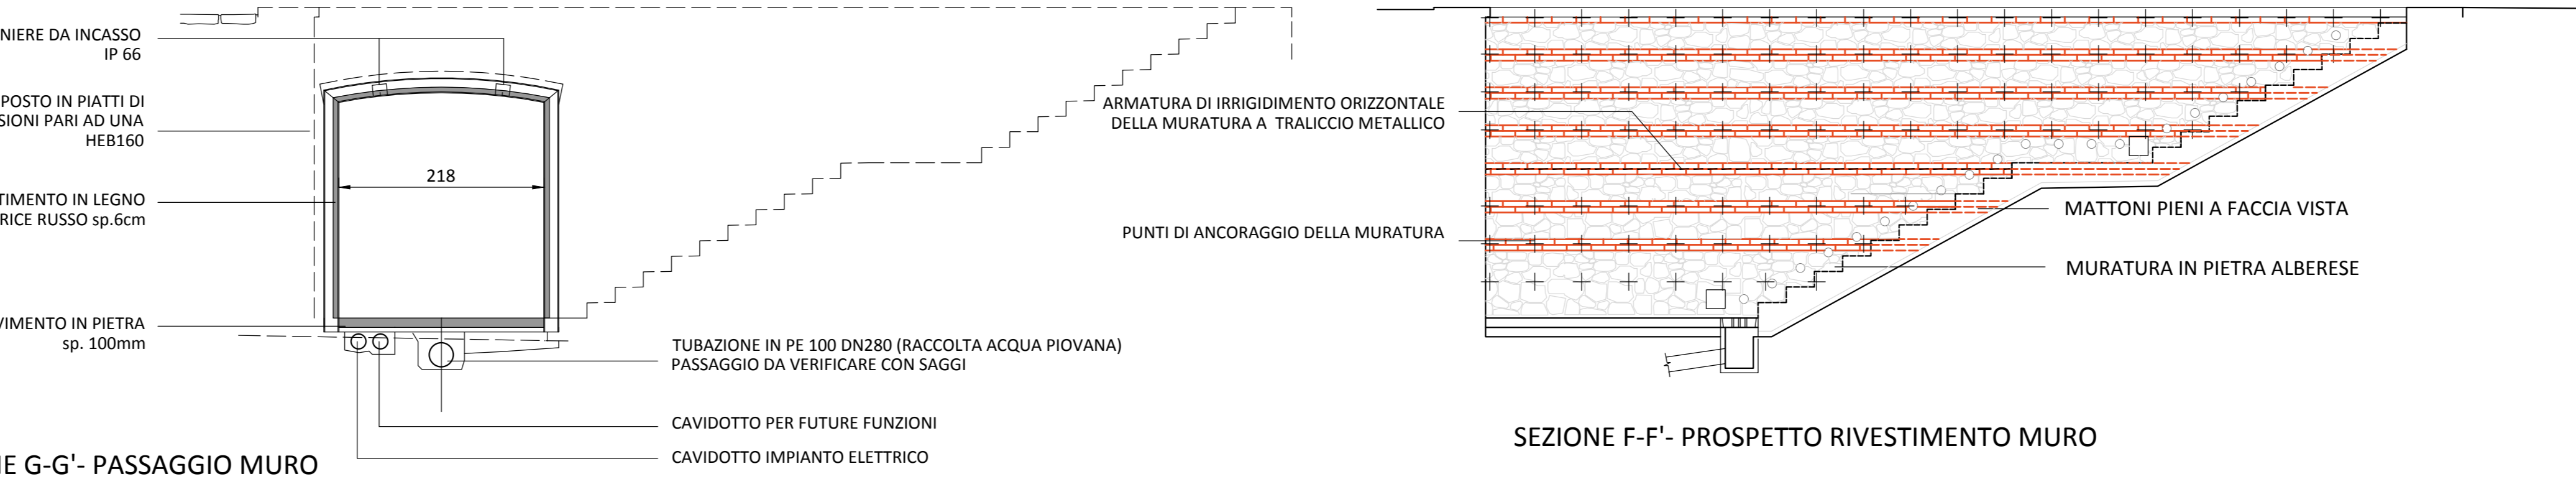 NIERE DA INCASSO
IP 66
POSTO IN PIATTI DI
SIONI PARI AD UNA
HEB160
218
TIMENTO IN LEGNO
RICE RUSSO sp.6cm
VIMENTO IN PIETRA
sp. 100mm
TUBAZIONE IN PE 100 DN280 (RACCOLTA ACQUA PIOVANA)
PASSAGGIO DA VERIFICARE CON SAGGI
CAVIDOTTO PER FUTURE FUNZIONI
CAVIDOTTO IMPIANTO ELETTRICO
NE G-G'- PASSAGGIO MURO
ARMATURA DI IRRIGIDIMENTO ORIZZONTALE
DELLA MURATURA A TRALICCIO METALLICO
PUNTI DI ANCORAGGIO DELLA MURATURA
MATTONI PIENI A FACCIA VISTA
MURATURA IN PIETRA ALBERESE
SEZIONE F-F'- PROSPETTO RIVESTIMENTO MURO